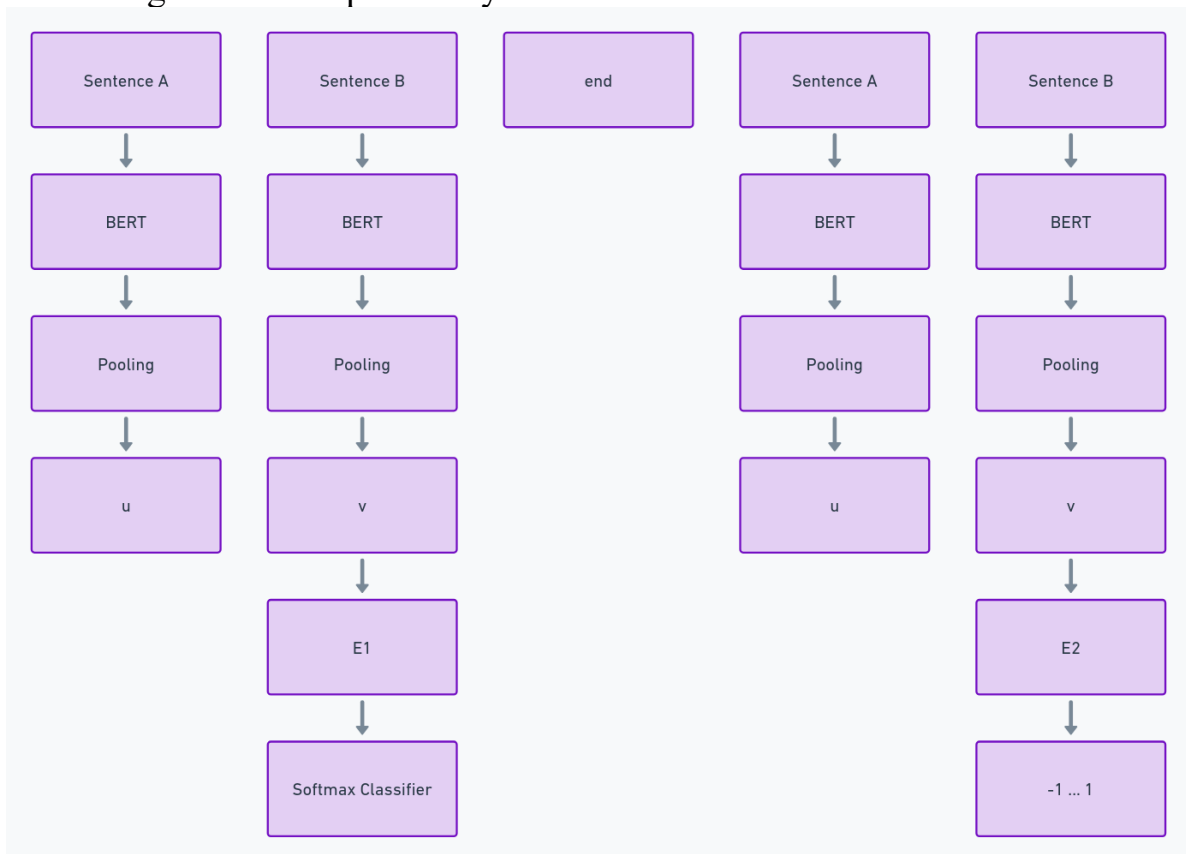 Sentence A Sentence B end Sentence A Sentence B
BERT BERT BERT BERT
Pooling Pooling Pooling Pooling
u v u v
E1 E2
Softmax Classifier -1 ... 1